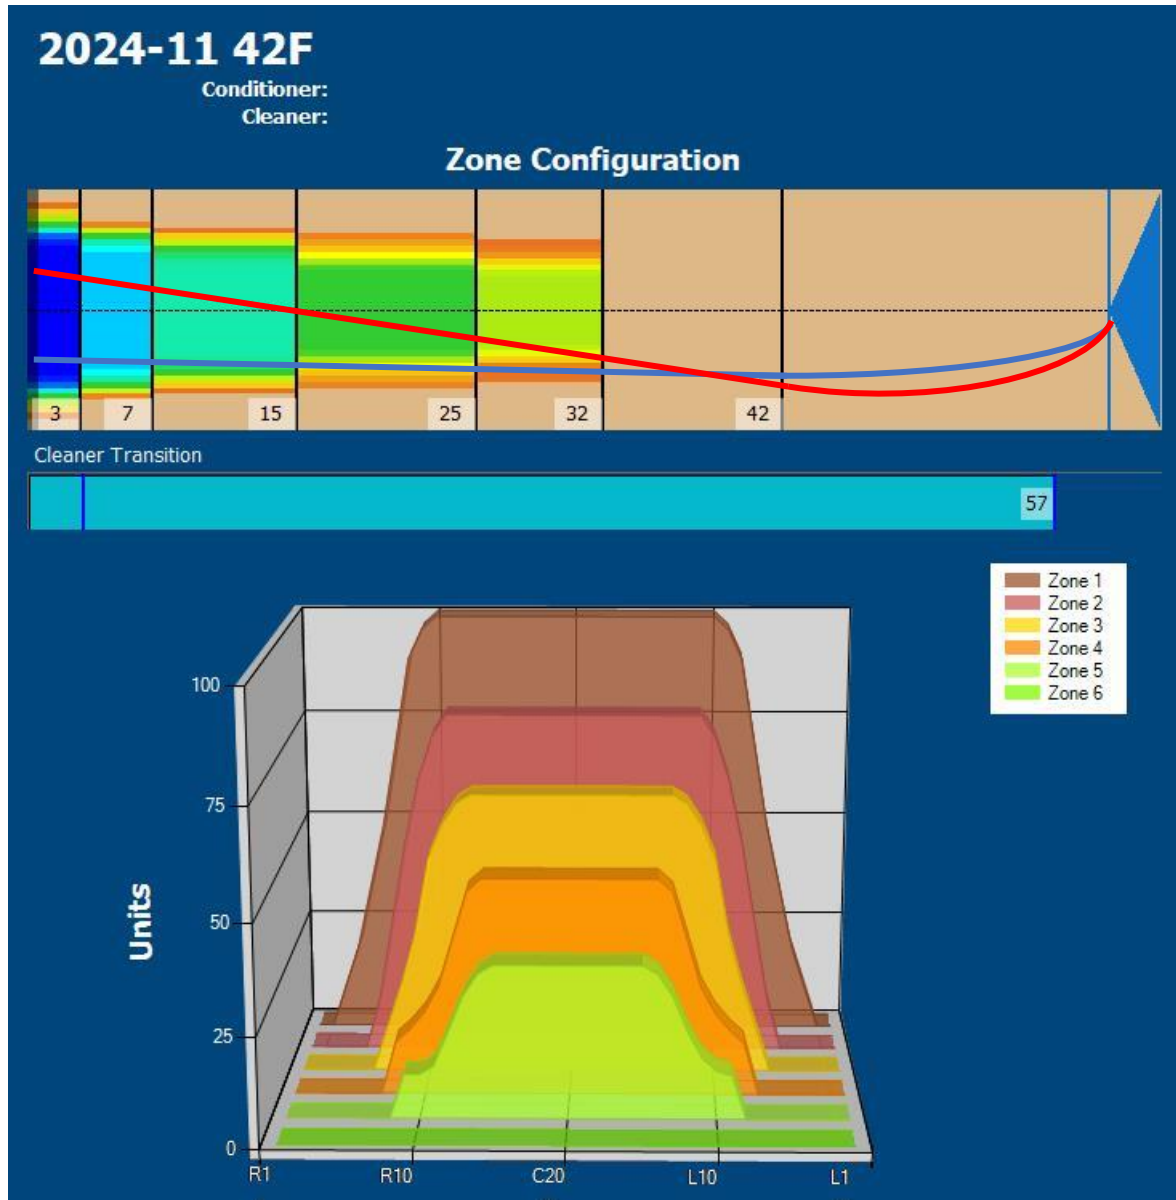 2024-11 42F
Conditioner:
Cleaner:
Zone Configuration
3 7 15 25 32 42
Cleaner Transition
57
Zone 1
Zone 2
Zone 3
Zone 4
Zone 5
Zone 6
100
75
50
25
0
Units
R1 R10 C20 L10 L1